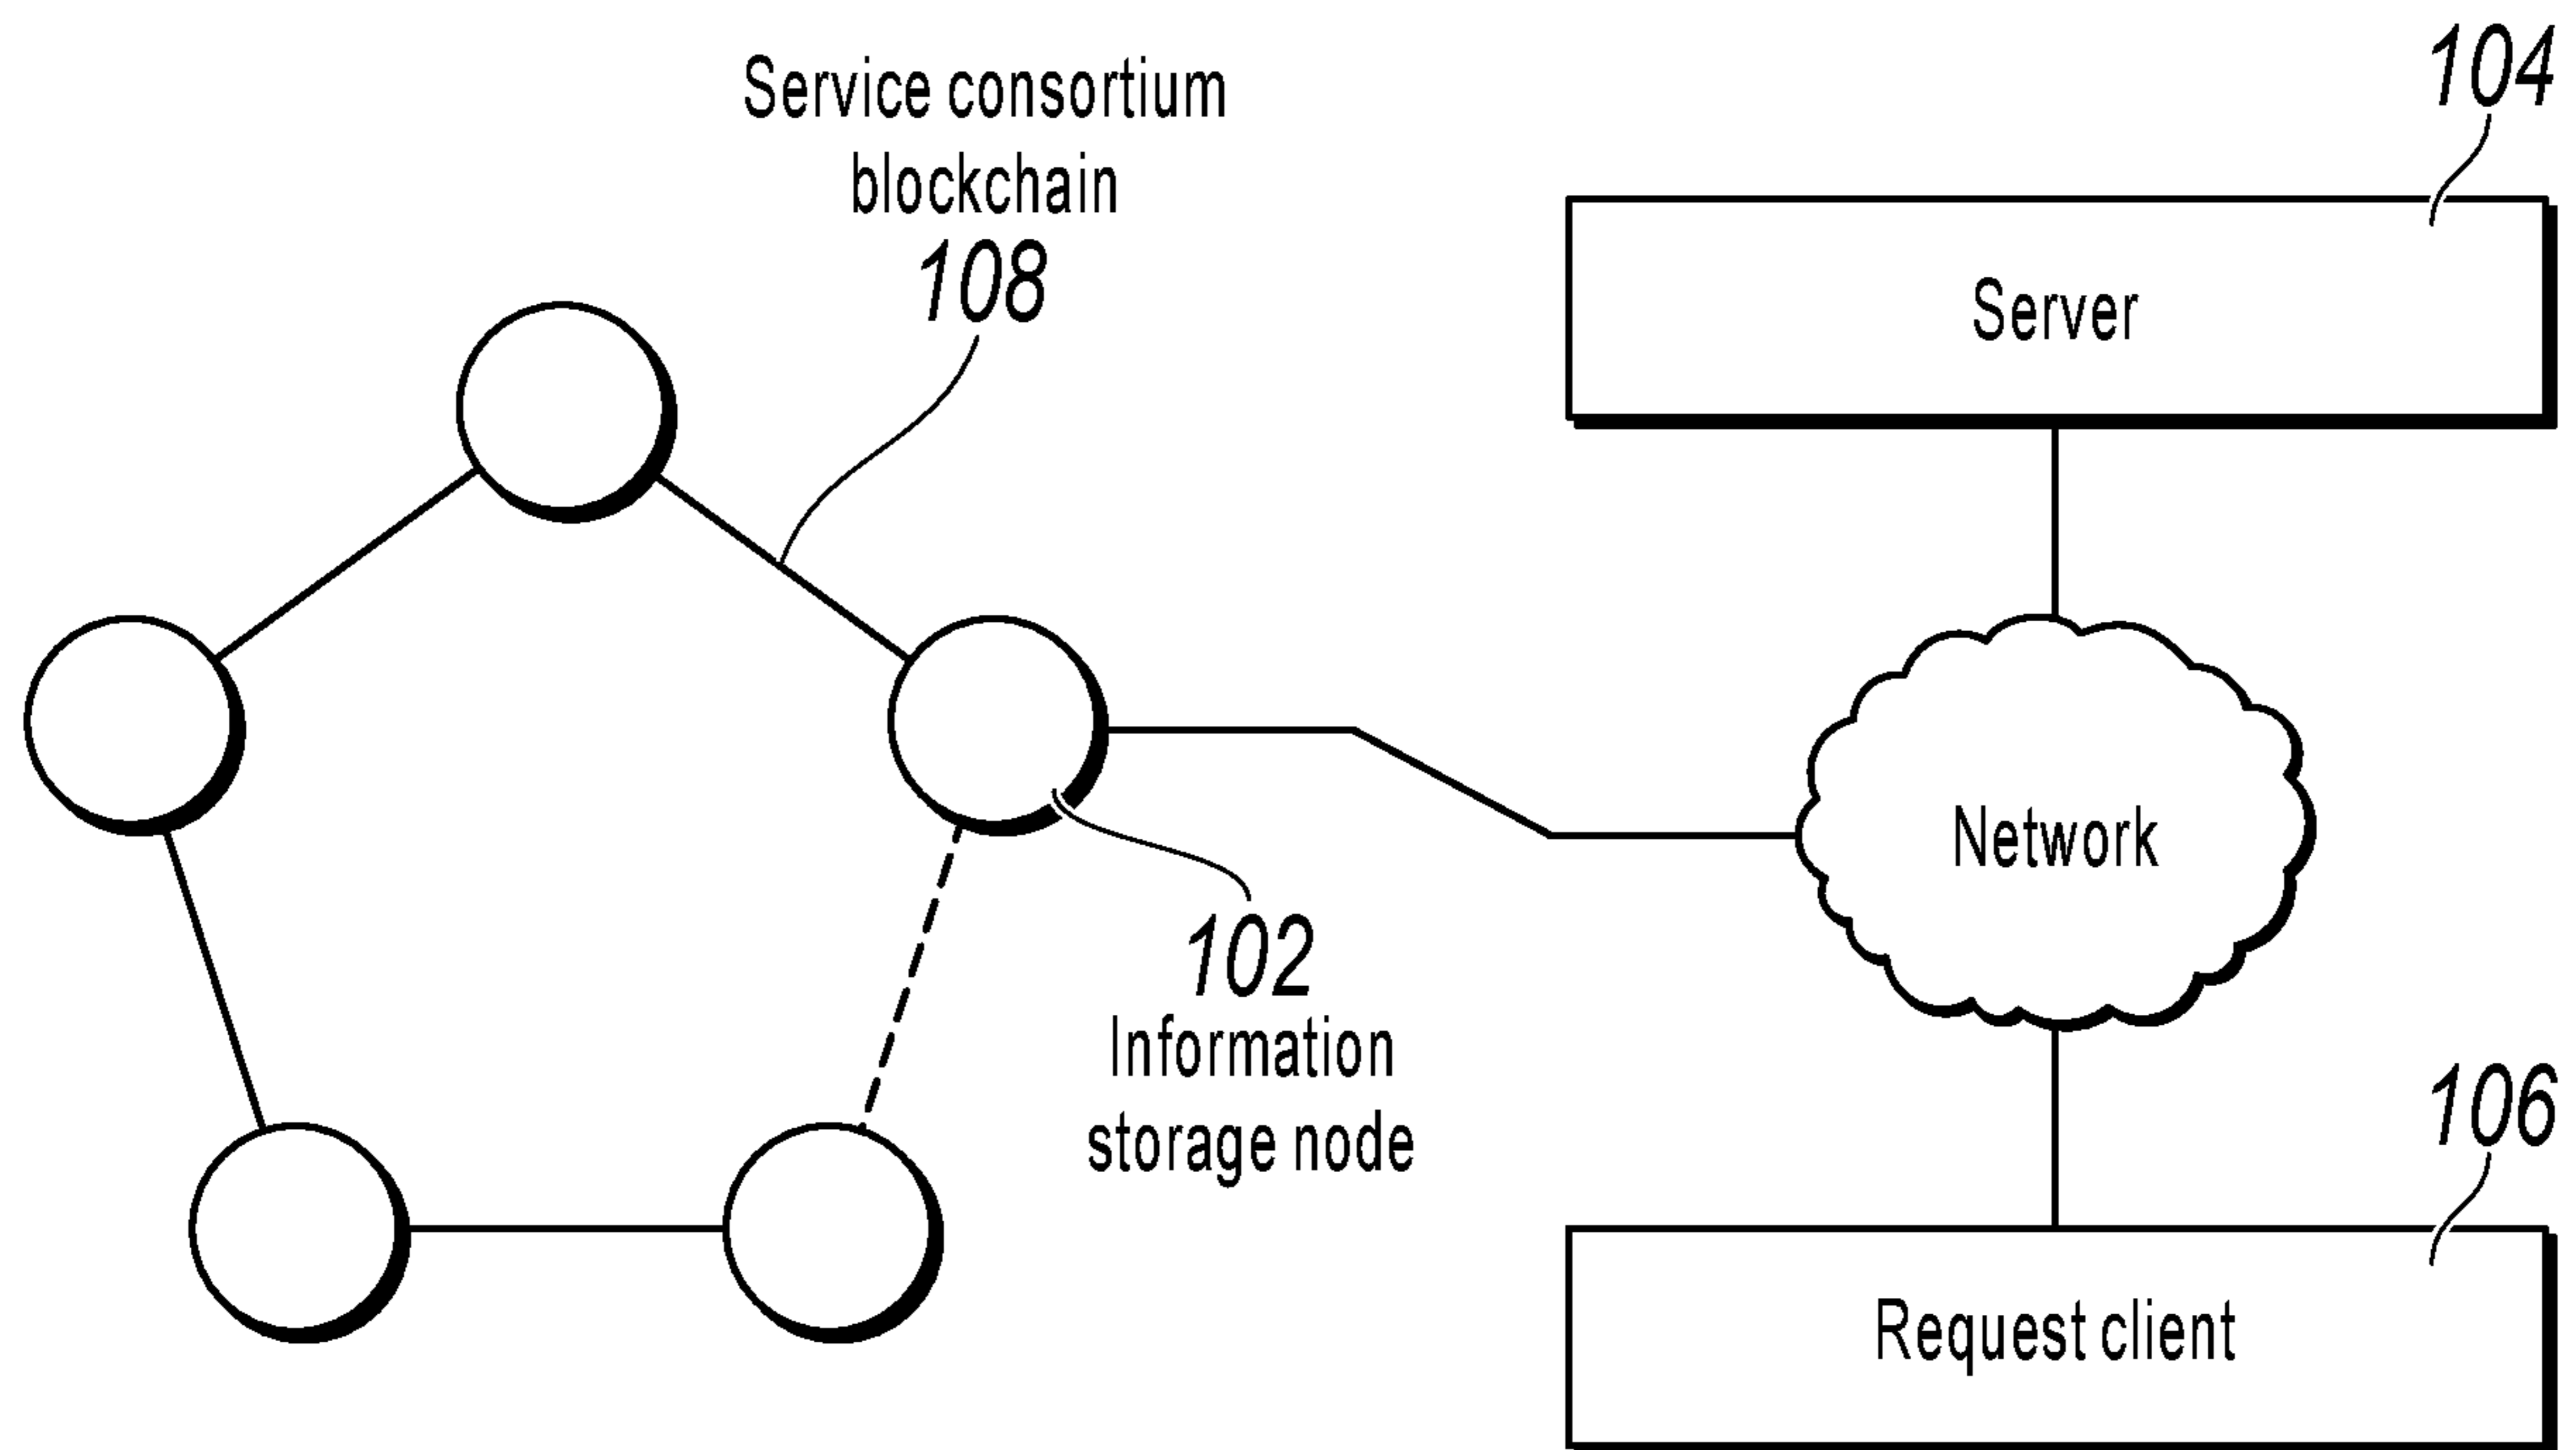 Service consortium
blockchain
108
104
Server
102
Information
storage node
Network
106
Request client